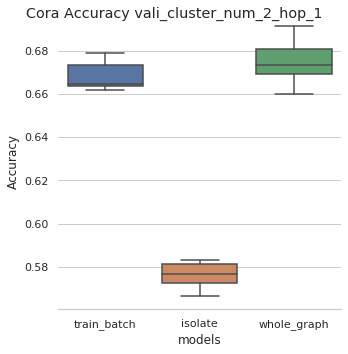 Cora Accuracy vali_cluster_num_2_hop_1
0.68
0.66
0.64
0.62
0.60
0.58
Accuracy
train_batch
isolate
whole_graph
models